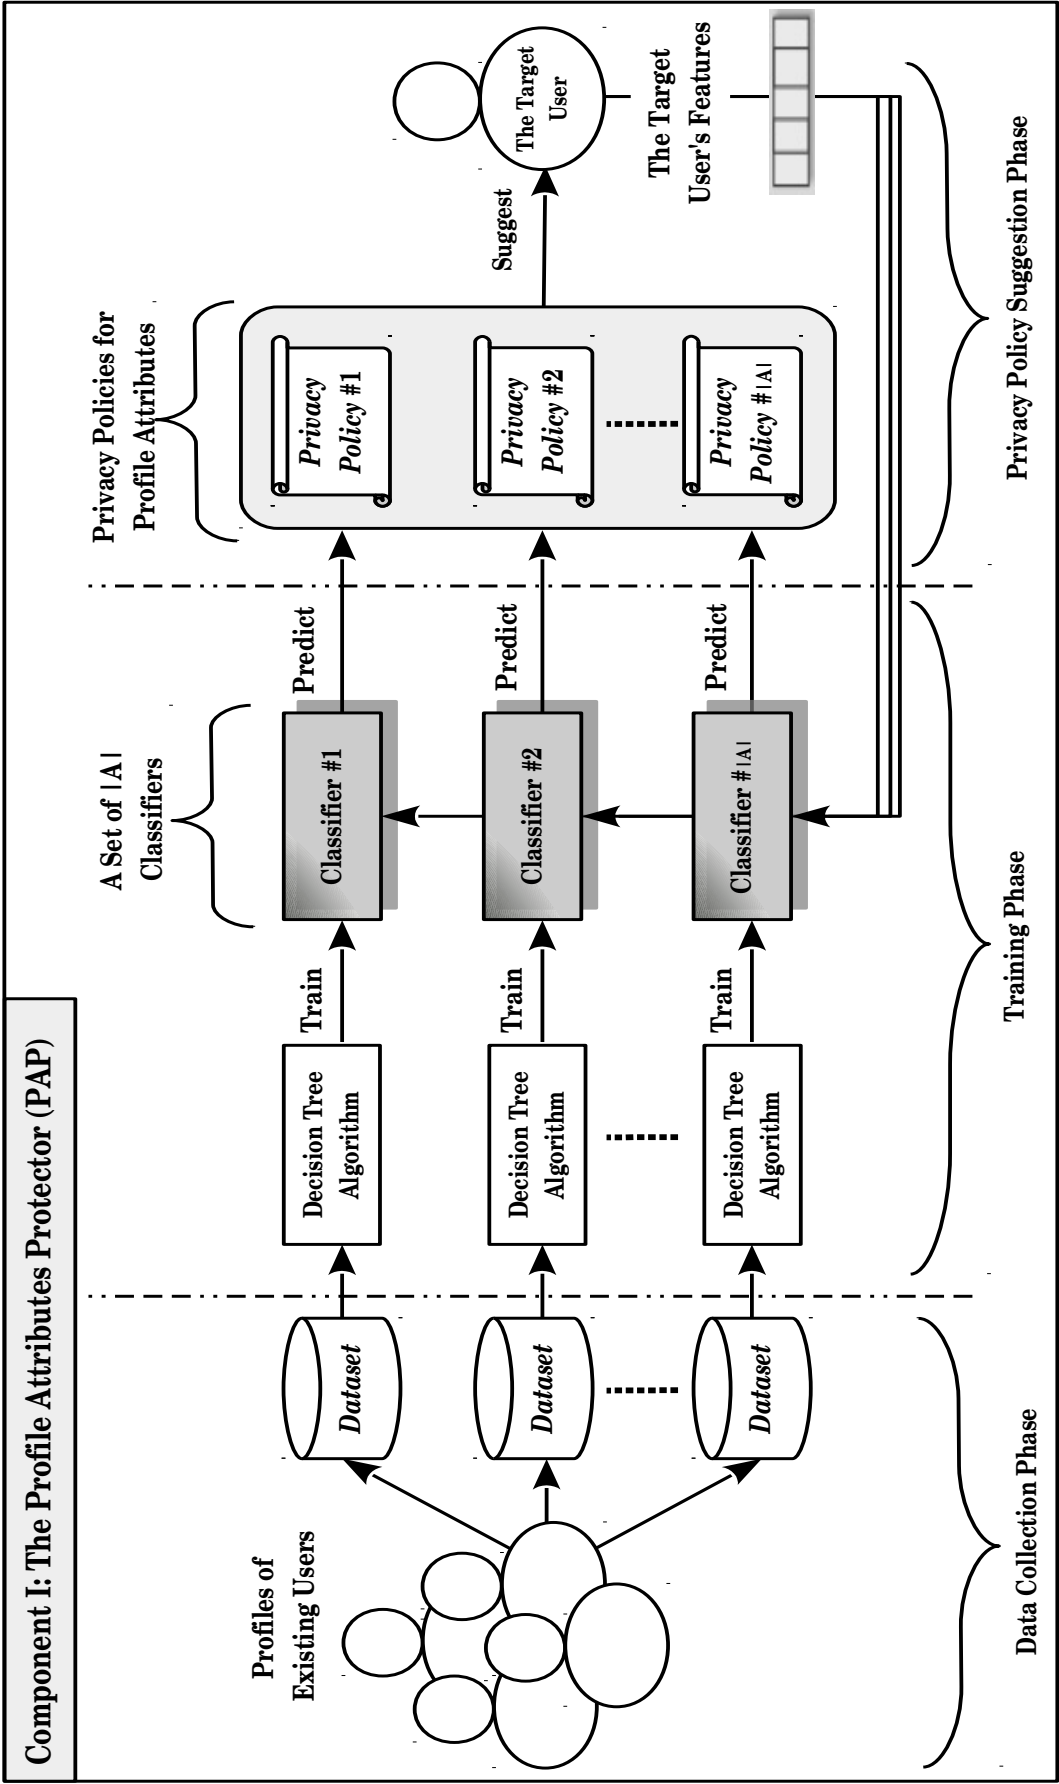 Component I: The Profile Attributes Protector (PAP)
Profiles of
Existing Users
Dataset
Dataset
Dataset
Data Collection Phase
Decision Tree
Algorithm
Decision Tree
Algorithm
Decision Tree
Algorithm
Train
Train
Train
A Set of |A|
Classifiers
Classifier #1
Classifier #2
Classifier #|A|
Predict
Predict
Predict
Training Phase
Privacy Policies for
Profile Attributes
Privacy
Policy #1
Privacy
Policy #2
Privacy
Policy #|A|
Suggest
The Target
User
The Target
User's Features
Privacy Policy Suggestion Phase